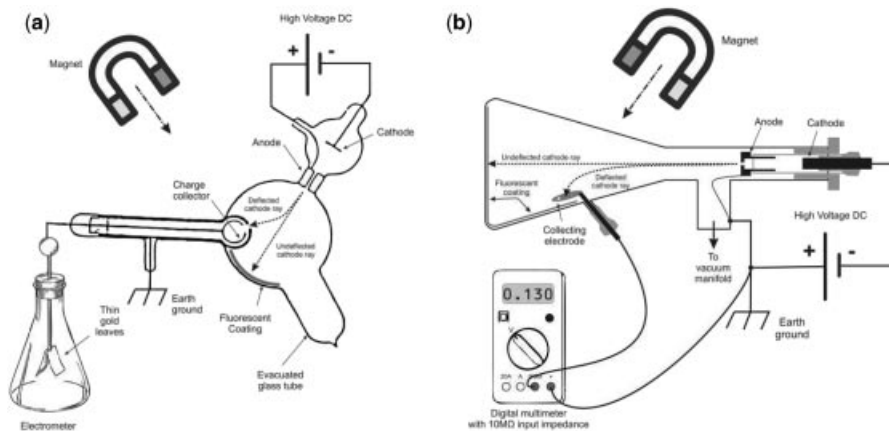 (a)
High Voltage DC
+
-
Magnet
Cathode
Anode
Charge
collector
Deflected
cathode ray
Undeflected
cathode ray
Earth
ground
Fluorescent
Coating
Thin
gold
leaves
Evacuated
glass tube
Electrometer
(b)
Magnet
Anode
Cathode
Undeflected cathode ray
Deflected
cathode ray
Fluorescent
coating
Collecting
electrode
High Voltage DC
+
-
To
vacuum
manifold
0.130
V
20A
A
Earth
ground
Digital multimeter
with 10MΩ input impedance